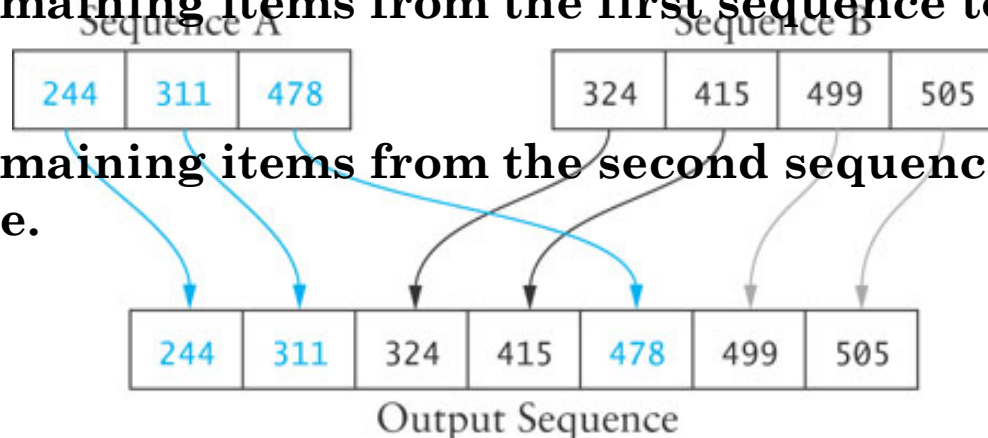 maining items from the first sequence to
Sequence A Sequence B
244 311 478 324 415 499 505
maining items from the second sequenc
e.
244 311 324 415 478 499 505
Output Sequence